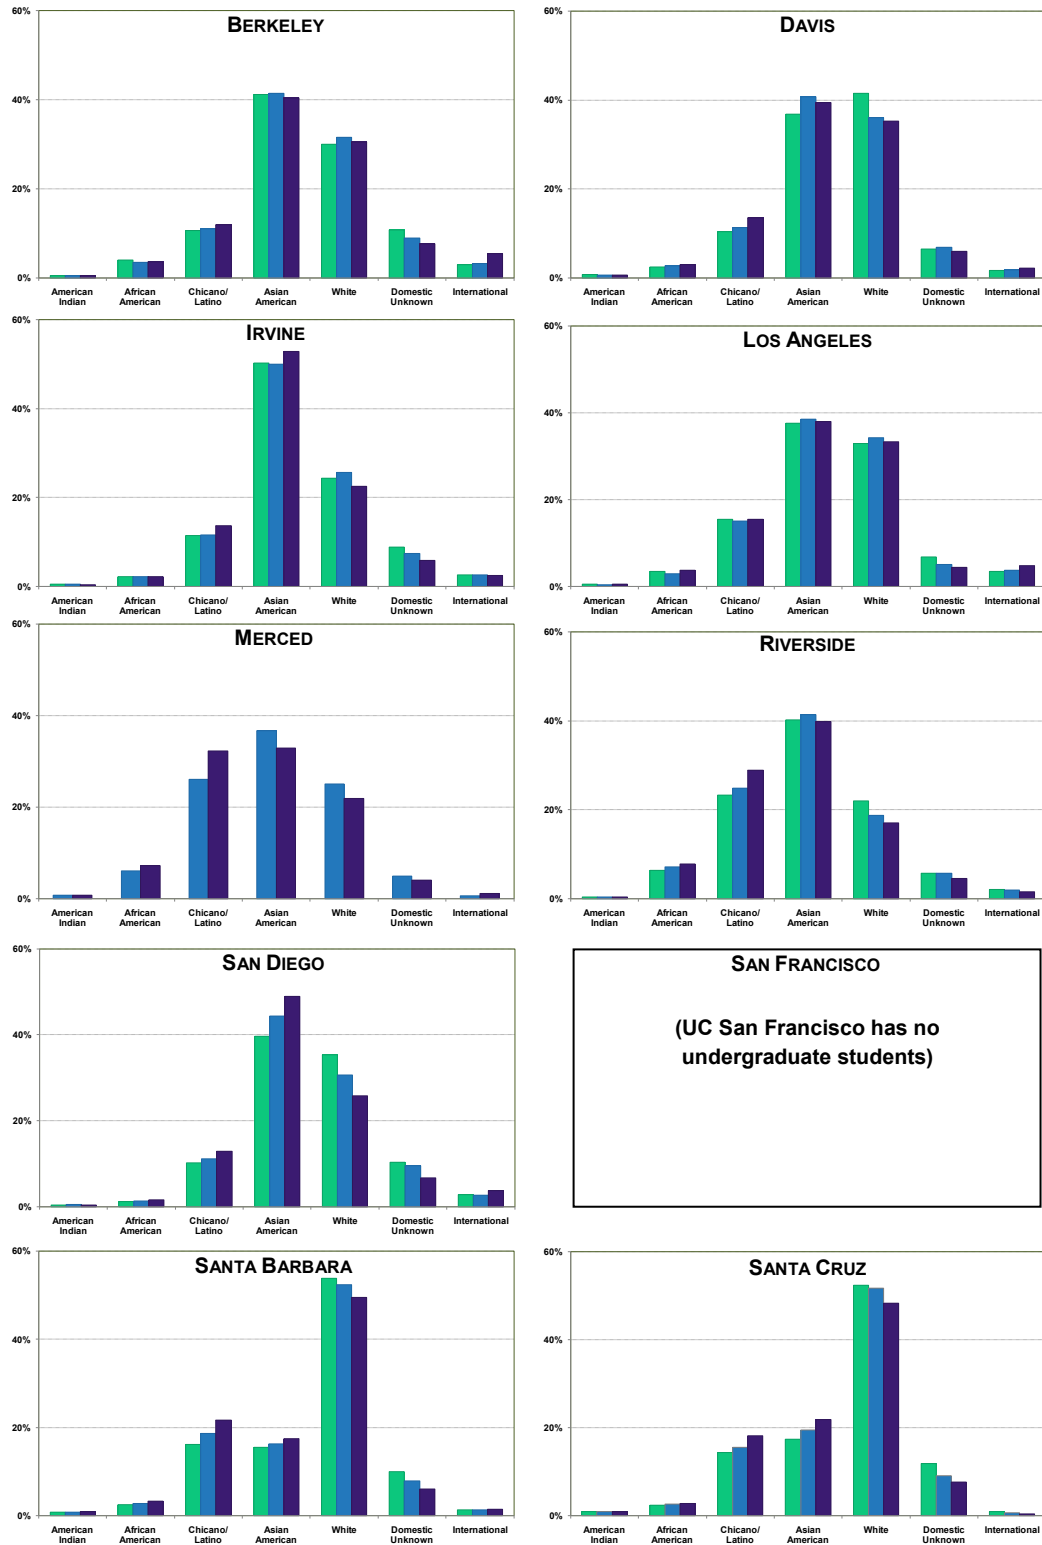 BERKELEY
60%
40%
20%
0%
American Indian
African American
Chicano/ Latino
Asian American
White
Domestic Unknown
International
DAVIS
60%
40%
20%
0%
American Indian
African American
Chicano/ Latino
Asian American
White
Domestic Unknown
International
IRVINE
60%
40%
20%
0%
American Indian
African American
Chicano/ Latino
Asian American
White
Domestic Unknown
International
LOS ANGELES
60%
40%
20%
0%
American Indian
African American
Chicano/ Latino
Asian American
White
Domestic Unknown
International
MERCED
60%
40%
20%
0%
American Indian
African American
Chicano/ Latino
Asian American
White
Domestic Unknown
International
RIVERSIDE
60%
40%
20%
0%
American Indian
African American
Chicano/ Latino
Asian American
White
Domestic Unknown
International
SAN DIEGO
60%
40%
20%
0%
American Indian
African American
Chicano/ Latino
Asian American
White
Domestic Unknown
International
SAN FRANCISCO
(UC San Francisco has no
undergraduate students)
SANTA BARBARA
60%
40%
20%
0%
American Indian
African American
Chicano/ Latino
Asian American
White
Domestic Unknown
International
SANTA CRUZ
60%
40%
20%
0%
American Indian
African American
Chicano/ Latino
Asian American
White
Domestic Unknown
International